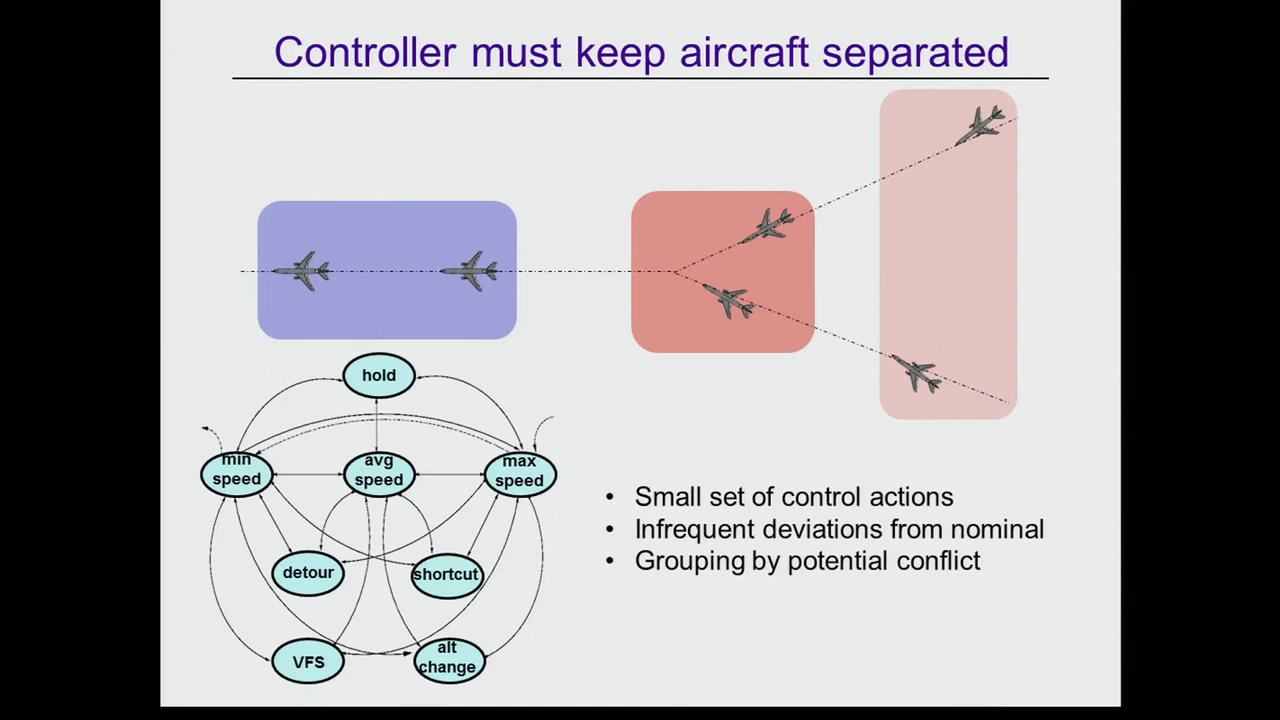 Controller must keep aircraft separated
hold
min
speed
avg
speed
max
speed
detour
shortcut
VFS
alt
change
• Small set of control actions
• Infrequent deviations from nominal
• Grouping by potential conflict